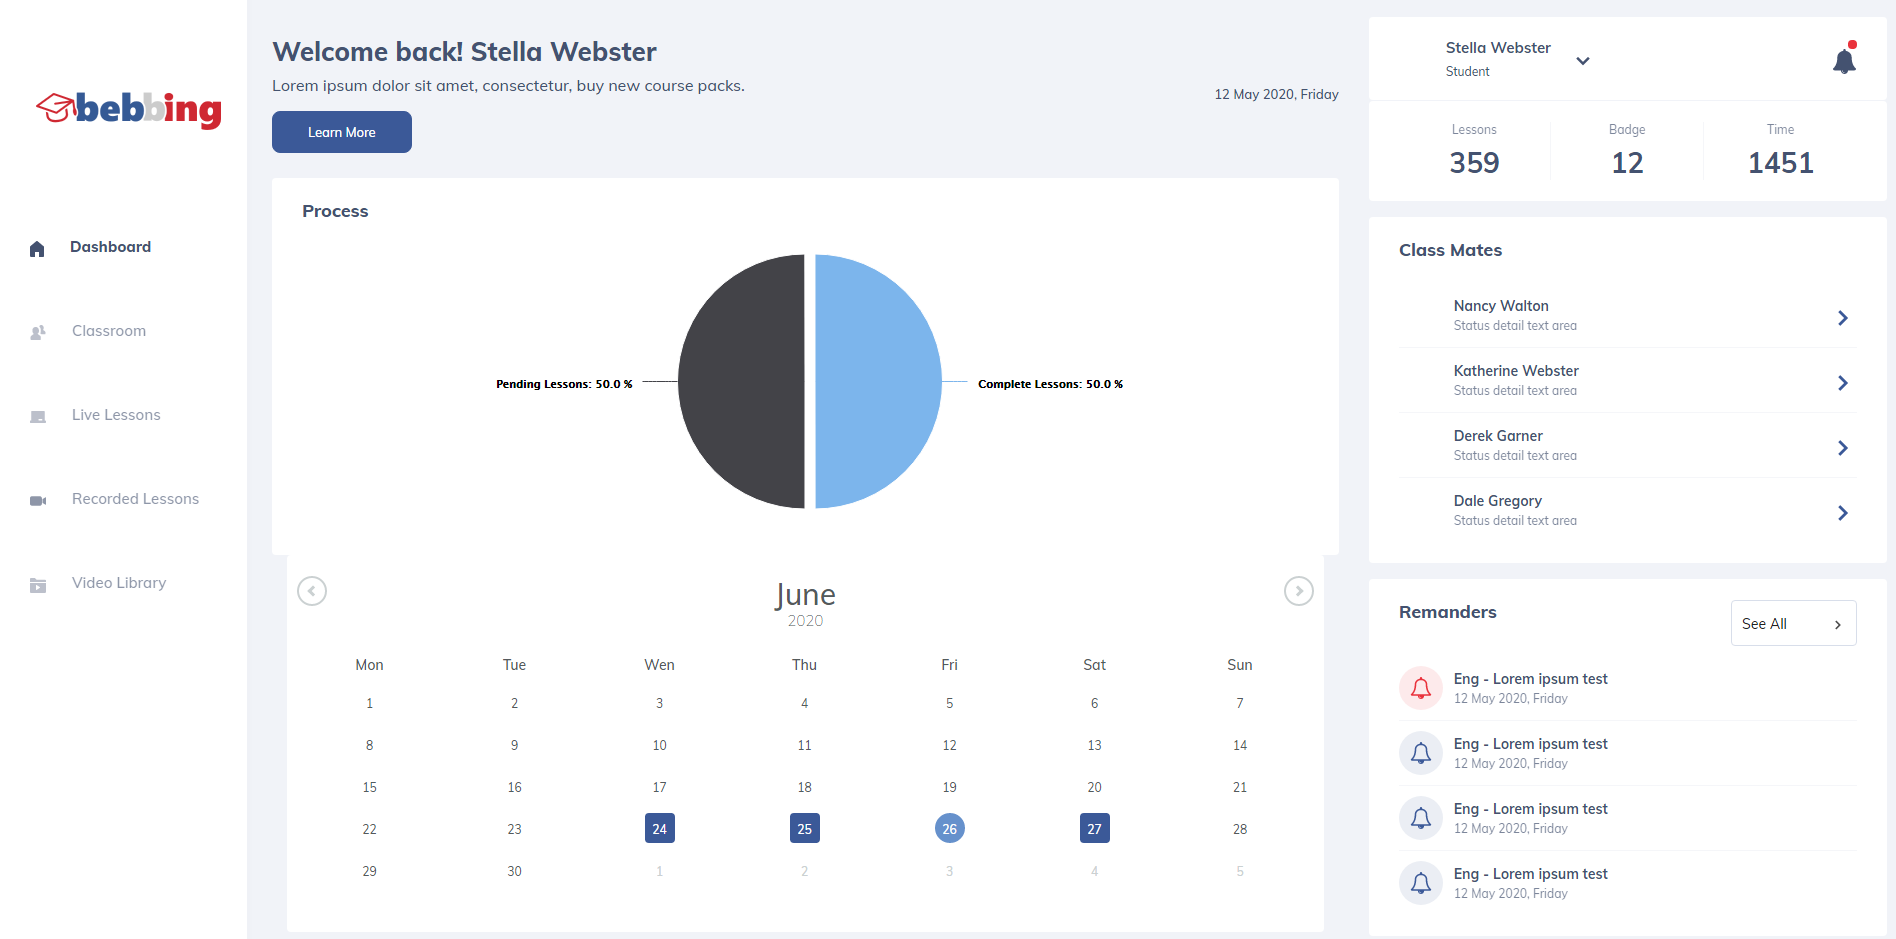 bebbing
Dashboard
Classroom
Live Lessons
Recorded Lessons
Video Library
Welcome back! Stella Webster
Lorem ipsum dolor sit amet, consectetur, buy new course packs.
12 May 2020, Friday
Learn More
Process
Pending Lessons: 50.0 %
Complete Lessons: 50.0 %
June
2020
Mon Tue Wen Thu Fri Sat Sun
1 2 3 4 5 6 7
8 9 10 11 12 13 14
15 16 17 18 19 20 21
22 23 24 25 26 27 28
29 30 1 2 3 4 5
Stella Webster
Student
Lessons Badge Time
359 12 1451
Class Mates
Nancy Walton
Status detail text area
Katherine Webster
Status detail text area
Derek Garner
Status detail text area
Dale Gregory
Status detail text area
Remanders
See All
Eng - Lorem ipsum test
12 May 2020, Friday
Eng - Lorem ipsum test
12 May 2020, Friday
Eng - Lorem ipsum test
12 May 2020, Friday
Eng - Lorem ipsum test
12 May 2020, Friday